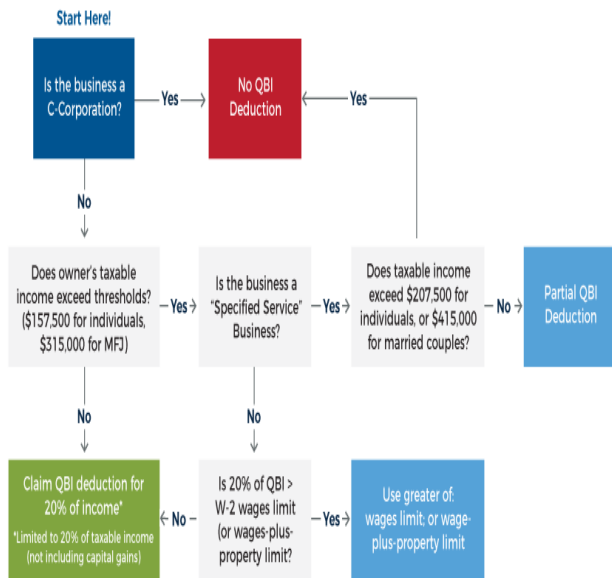 Start Here!
Is the business a
C-Corporation?
Yes
No QBI
Deduction
Yes
No
Does owner's taxable
income exceed thresholds?
($157,500 for individuals,
$315,000 for MFJ)
Yes
Is the business a
"Specified Service"
Business?
Yes
Does taxable income
exceed $207,500 for
individuals, or $415,000
for married couples?
No
Partial QBI
Deduction
No
No
Claim QBI deduction for
20% of income*
*Limited to 20% of taxable income
(not including capital gains)
No
Is 20% of QBI >
W-2 wages limit
(or wages-plus-
property limit?
Yes
Use greater of:
wages limit; or wage-
plus-property limit